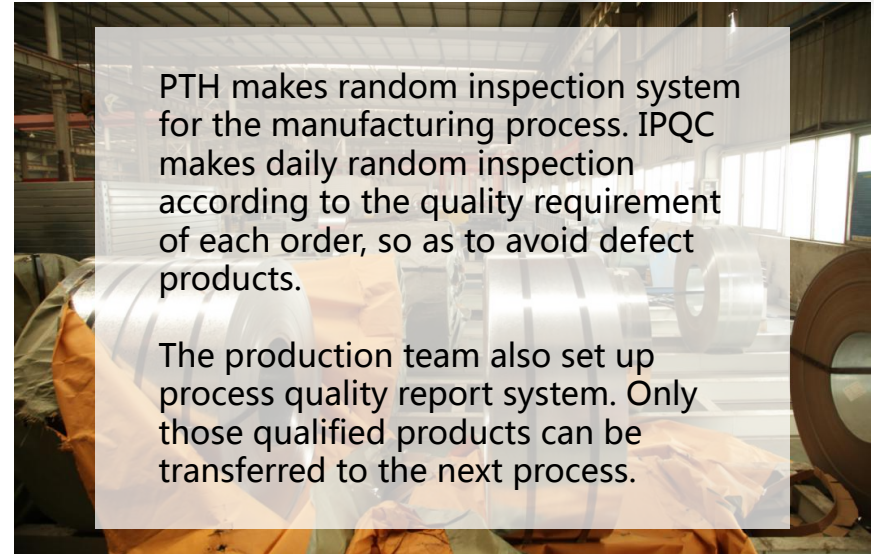 PTH makes random inspection system
for the manufacturing process. IPQC
makes daily random inspection
according to the quality requirement
of each order, so as to avoid defect
products.
The production team also set up
process quality report system. Only
those qualified products can be
transferred to the next process.